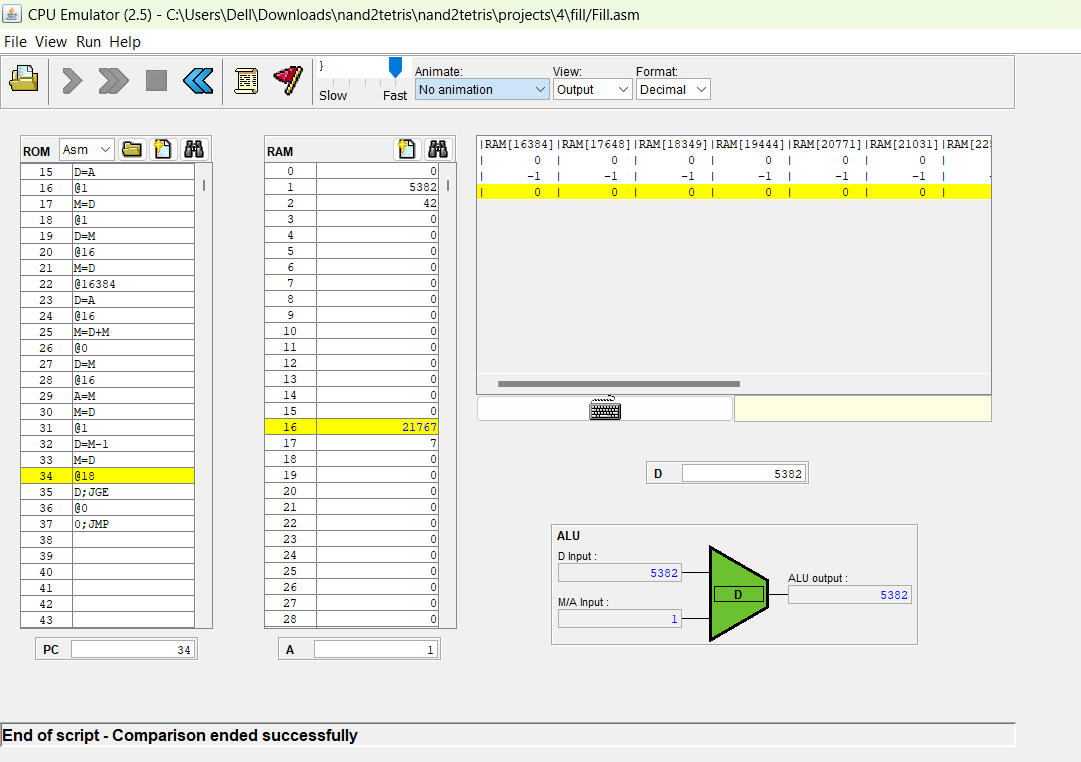 CPU Emulator (2.5) - C:\Users\Dell\Downloads\nand2tetris\nand2tetris\projects\4\fill/Fill.asm
File View Run Help
}
Slow Fast
Animate:
No animation
View:
Output
Format:
Decimal
ROM Asm
15 D=A
16 @1
17 M=D
18 @1
19 D=M
20 @16
21 M=D
22 @16384
23 D=A
24 @16
25 M=D+M
26 @0
27 D=M
28 @16
29 A=M
30 M=D
31 @1
32 D=M-1
33 M=D
34 @18
35 D;JGE
36 @0
37 0;JMP
38
39
40
41
42
43
PC 34
RAM
0 0
1 5382
2 42
3 0
4 0
5 0
6 0
7 0
8 0
9 0
10 0
11 0
12 0
13 0
14 0
15 0
16 21767
17 7
18 0
19 0
20 0
21 0
22 0
23 0
24 0
25 0
26 0
27 0
28 0
A 1
|RAM[16384]|RAM[17648]|RAM[18349]|RAM[19444]|RAM[20771]|RAM[21031]|RAM[225
| 0 | 0 | 0 | 0 | 0 | 0 |
| -1 | -1 | -1 | -1 | -1 | -1 |
| 0 | 0 | 0 | 0 | 0 | 0 |
D 5382
ALU
D Input :
5382
M/A Input :
1
D
ALU output :
5382
End of script - Comparison ended successfully